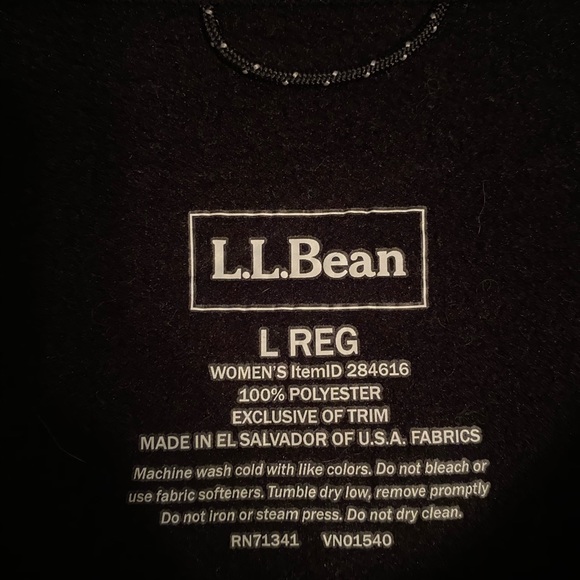 L.L.Bean
L REG
WOMEN'S ItemID 284616
100% POLYESTER
EXCLUSIVE OF TRIM
MADE IN EL SALVADOR OF U.S.A. FABRICS
Machine wash cold with like colors. Do not bleach or
use fabric softeners. Tumble dry low, remove promptly
Do not iron or steam press. Do not dry clean.
RN71341 VN01540